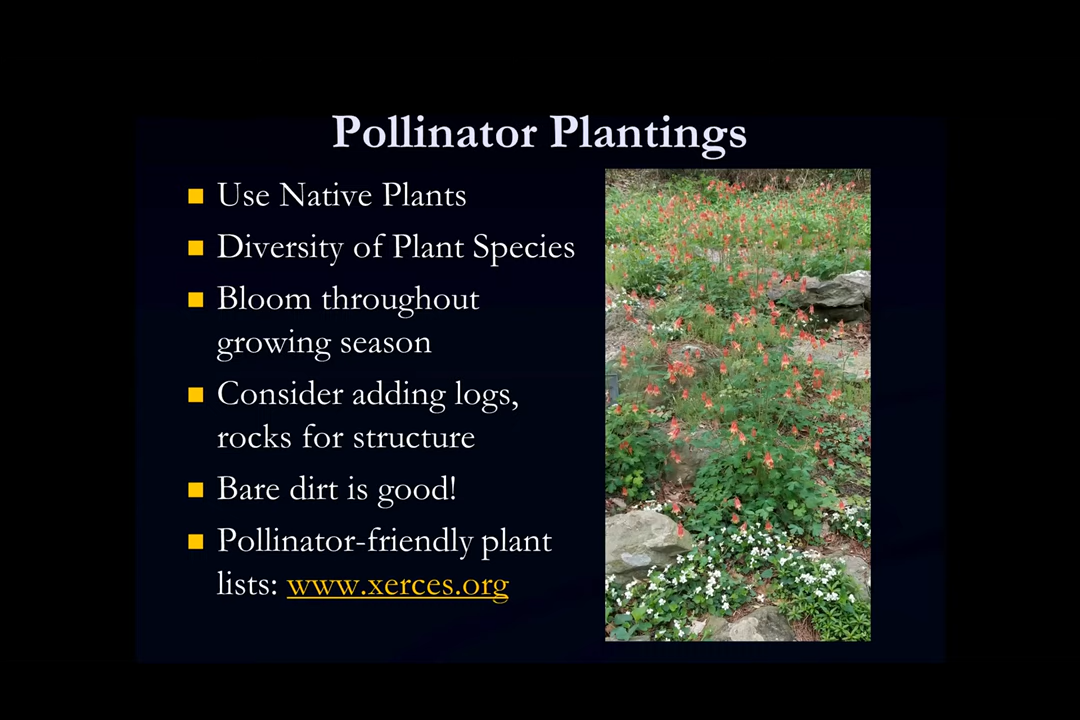 Pollinator Plantings
Use Native Plants
Diversity of Plant Species
Bloom throughout
growing season
Consider adding logs,
rocks for structure
Bare dirt is good!
Pollinator-friendly plant
lists: www.xerces.org